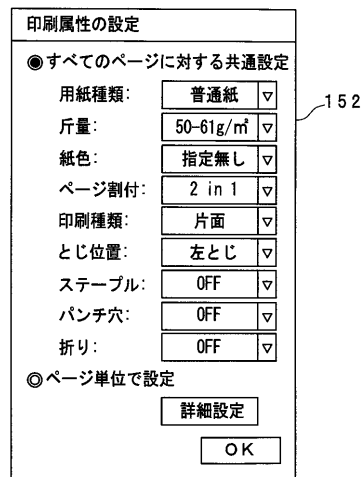 印刷属性の設定
◉すべてのページに対する共通設定
用紙種類: 普通紙 ▽
斤量: 50-61g/㎡ ▽
152
紙色: 指定無し ▽
ページ割付: 2 in 1 ▽
印刷種類: 片面 ▽
とじ位置: 左とじ ▽
ステープル: OFF ▽
パンチ穴: OFF ▽
折り: OFF ▽
◎ページ単位で設定
詳細設定
OK